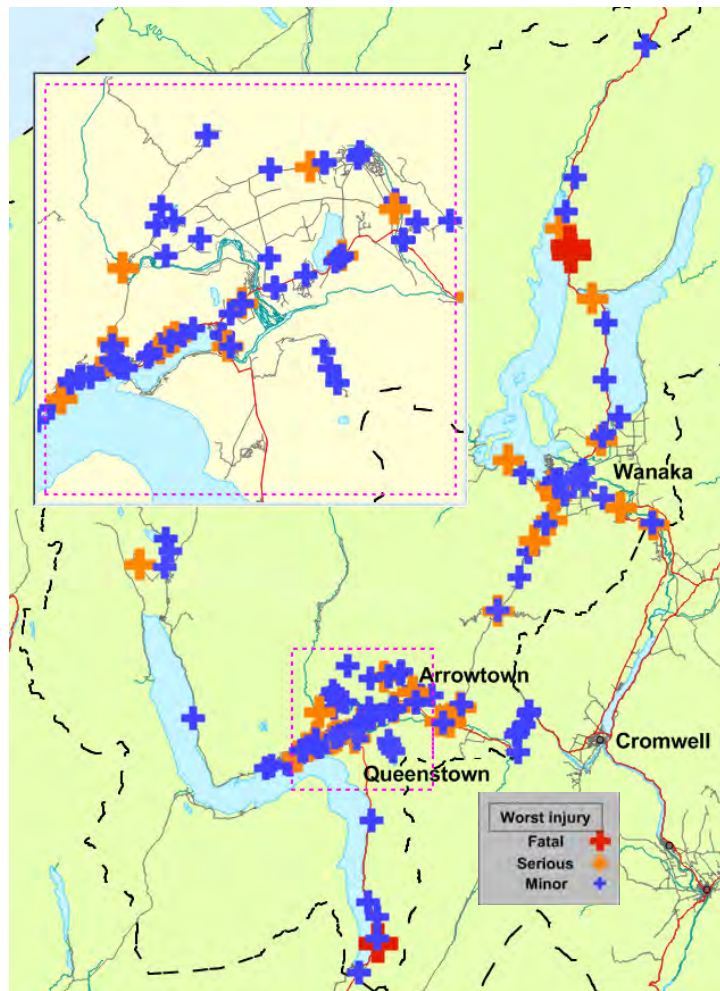 Wanaka
Arrowtown
Cromwell
Queenstown
Worst injury
Fatal
Serious
Minor